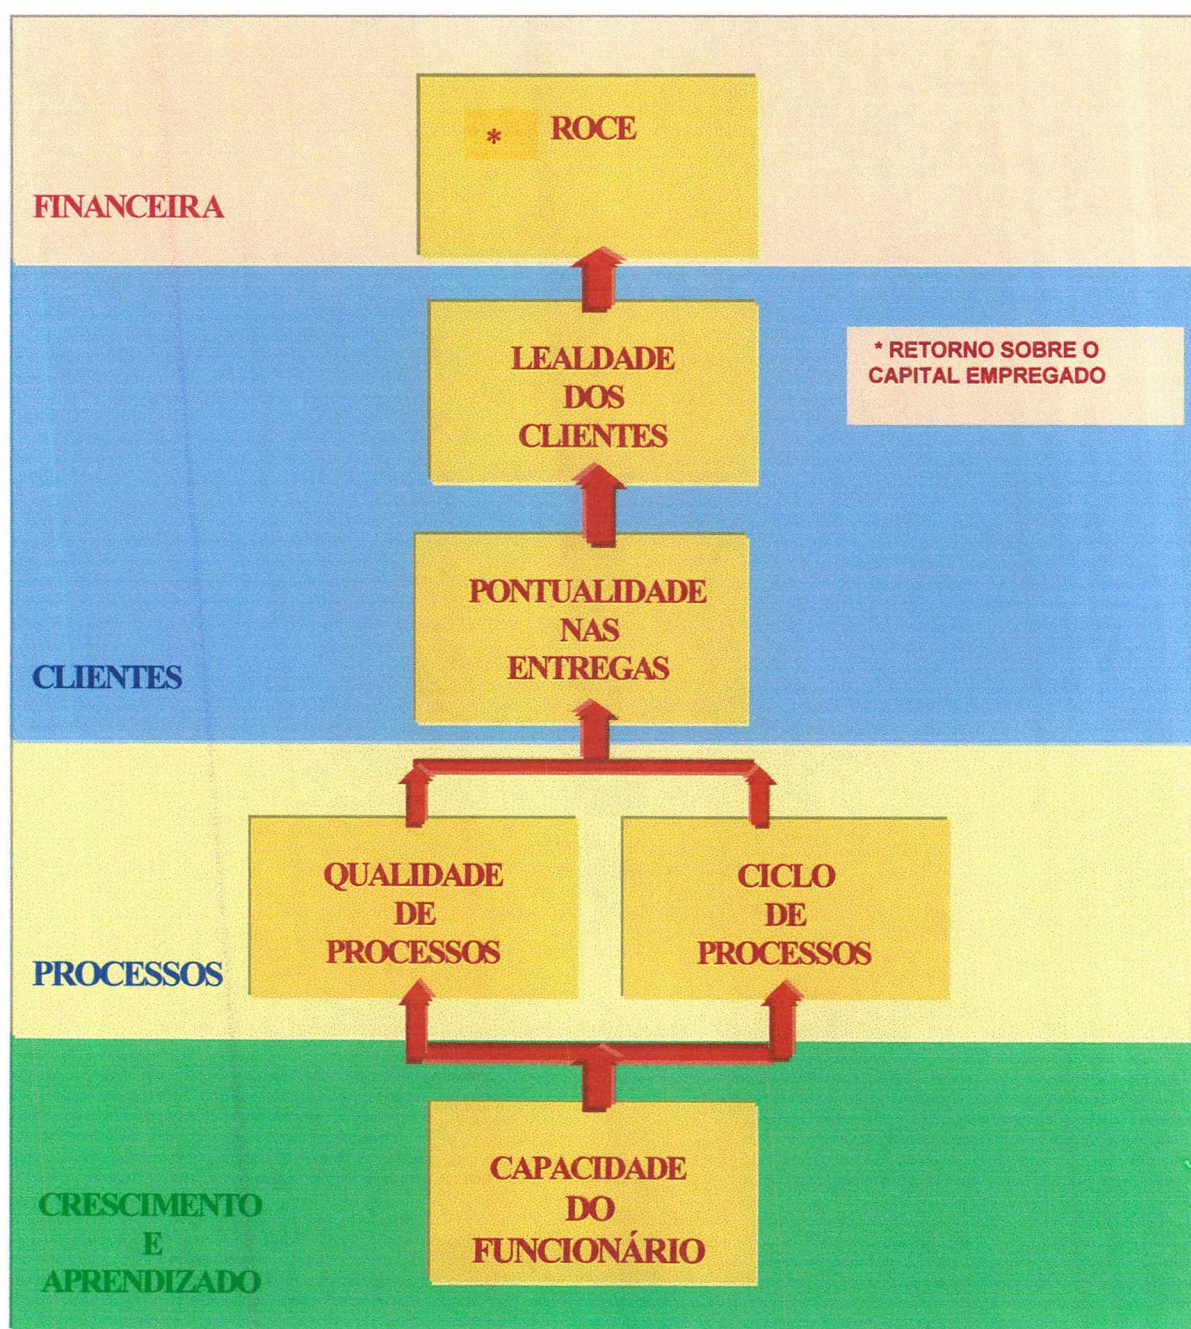 * ROCE
FINANCEIRA
LEALDADE
DOS
CLIENTES
* RETORNO SOBRE O
CAPITAL EMPREGADO
PONTUALIDADE
NAS
ENTREGAS
CLIENTES
QUALIDADE
DE
PROCESSOS
CICLO
DE
PROCESSOS
PROCESSOS
CAPACIDADE
DO
FUNCIONÁRIO
CRESCIMENTO
E
APRENDIZADO